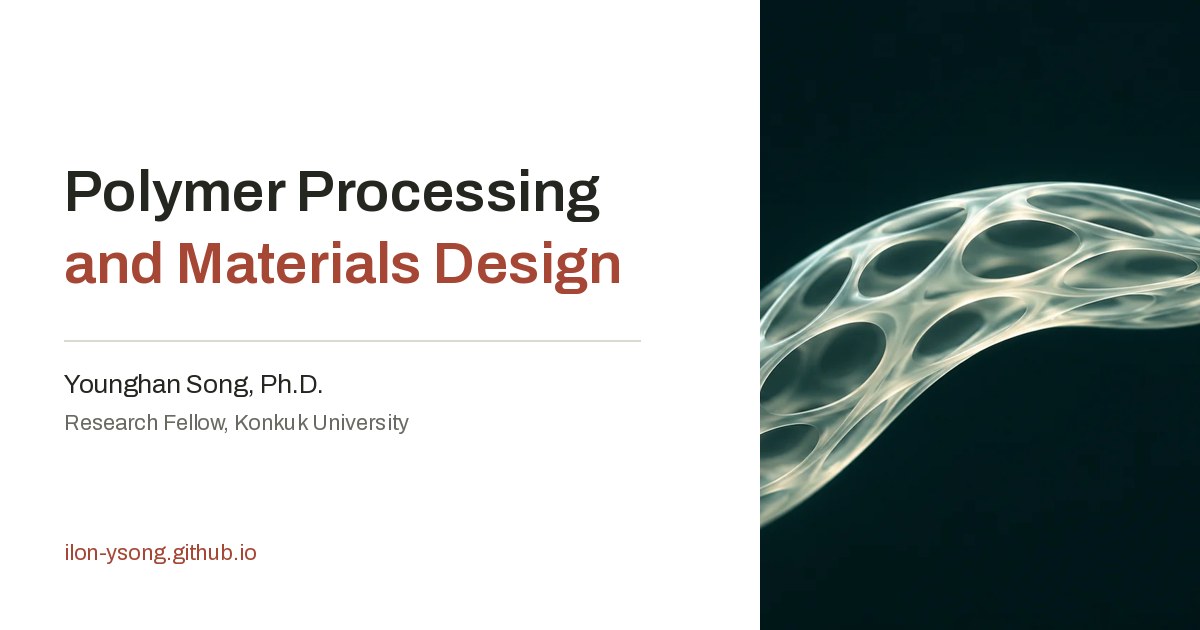 Polymer Processing
and Materials Design
Younghan Song, Ph.D.
Research Fellow, Konkuk University
ilon-ysong.github.io